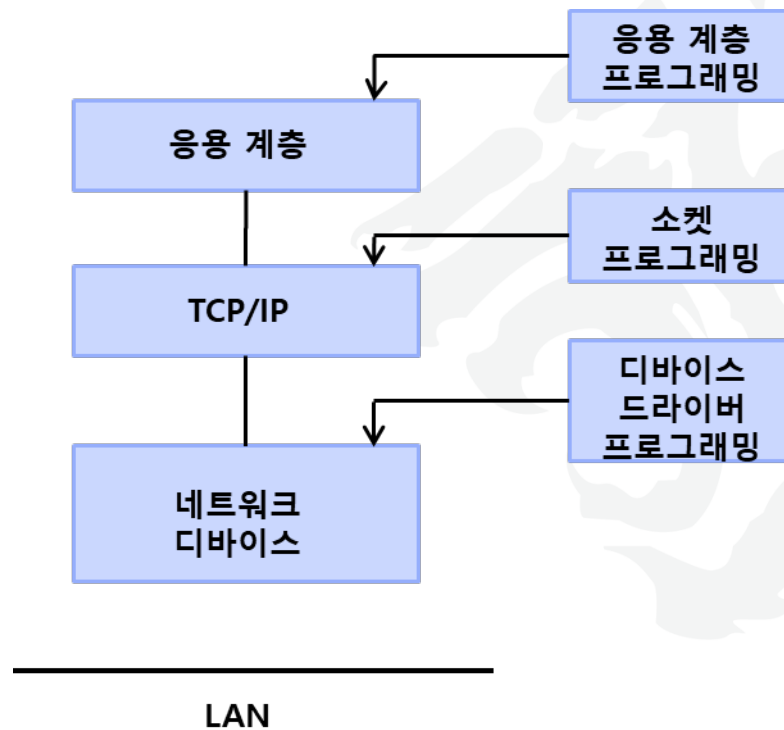 응용 계층
프로그래밍
응용 계층
소켓
프로그래밍
TCP/IP
디바이스
드라이버
프로그래밍
네트워크
디바이스
LAN